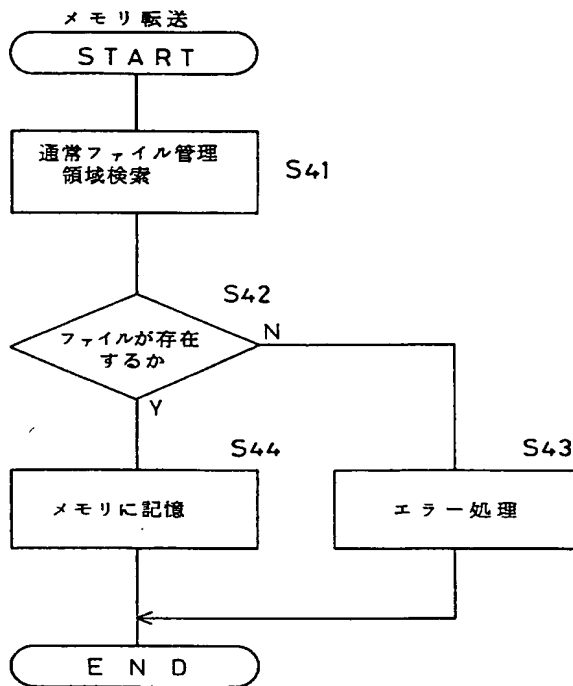 メモリ転送
START
通常ファイル管理
領域検索
S41
S42
ファイルが存在
するか
N
Y
S44
S43
メモリに記憶
エラー処理
END